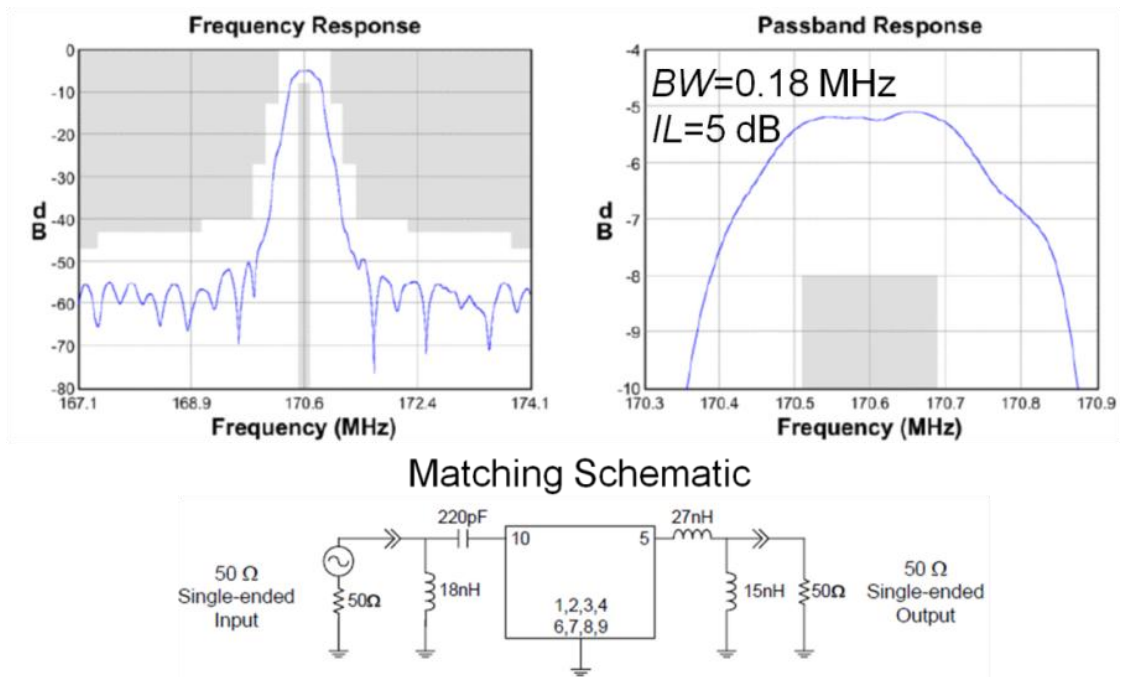 Frequency Response
0
-10
-20
-30
-40
-50
-60
-70
-80
dB
167.1 168.9 170.6 172.4 174.1
Frequency (MHz)
Passband Response
BW=0.18 MHz
IL=5 dB
-4
-5
-6
-7
-8
-9
-10
dB
170.3 170.4 170.5 170.6 170.7 170.8 170.9
Frequency (MHz)
Matching Schematic
50 Ω
Single-ended
Input
50Ω
18nH
220pF
10
5
1,2,3,4
6,7,8,9
27nH
15nH
50Ω
50 Ω
Single-ended
Output